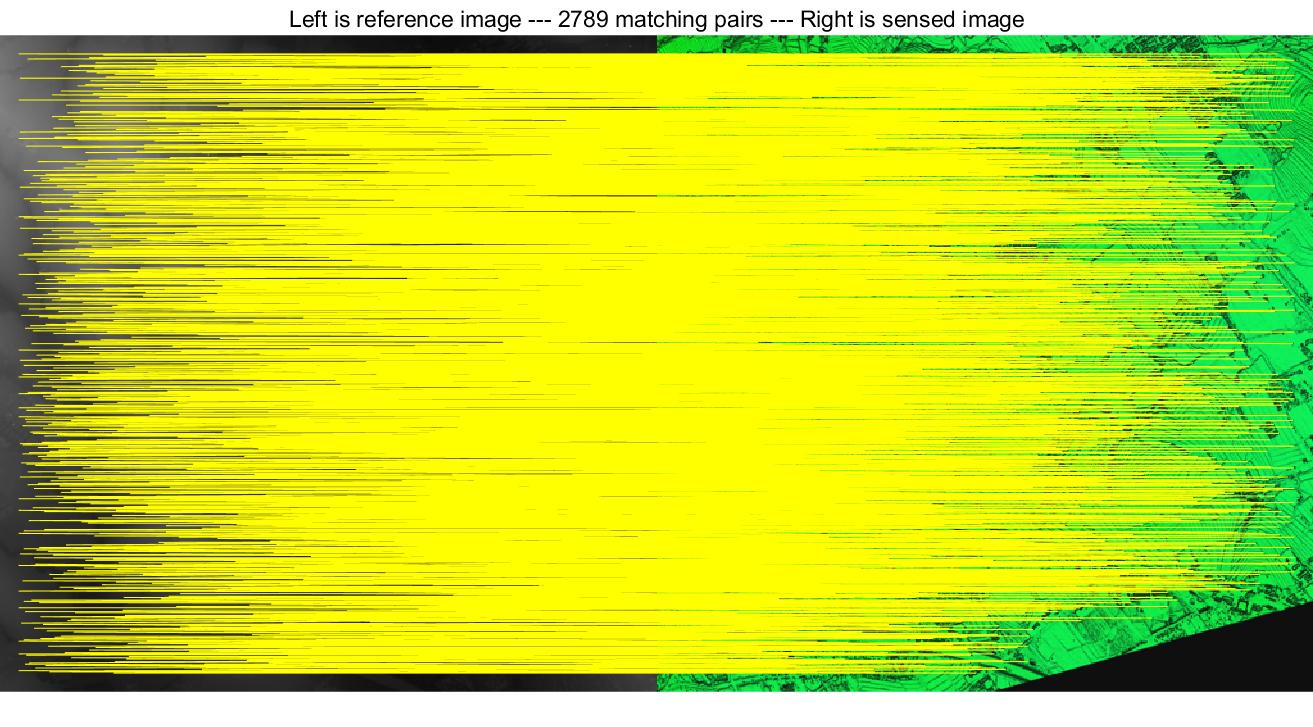 Left is reference image --- 2789 matching pairs --- Right is sensed image